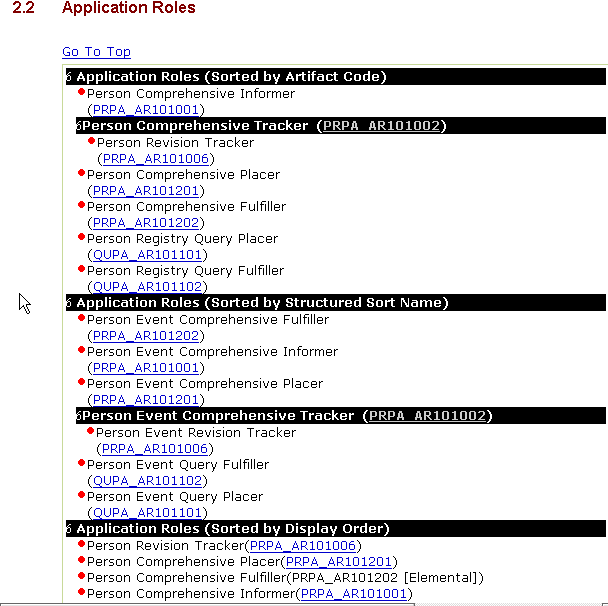 2.2 Application Roles
Go To Top
6 Application Roles (Sorted by Artifact Code)
Person Comprehensive Informer
(PRPA_AR101001)
6Person Comprehensive Tracker (PRPA_AR101002)
Person Revision Tracker
(PRPA_AR101006)
Person Comprehensive Placer
(PRPA_AR101201)
Person Comprehensive Fulfiller
(PRPA_AR101202)
Person Registry Query Placer
(QUPA_AR101101)
Person Registry Query Fulfiller
(QUPA_AR101102)
6 Application Roles (Sorted by Structured Sort Name)
Person Event Comprehensive Fulfiller
(PRPA_AR101202)
Person Event Comprehensive Informer
(PRPA_AR101001)
Person Event Comprehensive Placer
(PRPA_AR101201)
6Person Event Comprehensive Tracker (PRPA_AR101002)
Person Event Revision Tracker
(PRPA_AR101006)
Person Event Query Fulfiller
(QUPA_AR101102)
Person Event Query Placer
(QUPA_AR101101)
6 Application Roles (Sorted by Display Order)
Person Revision Tracker(PRPA_AR101006)
Person Comprehensive Placer(PRPA_AR101201)
Person Comprehensive Fulfiller(PRPA_AR101202 [Elemental])
Person Comprehensive Informer(PRPA_AR101001)